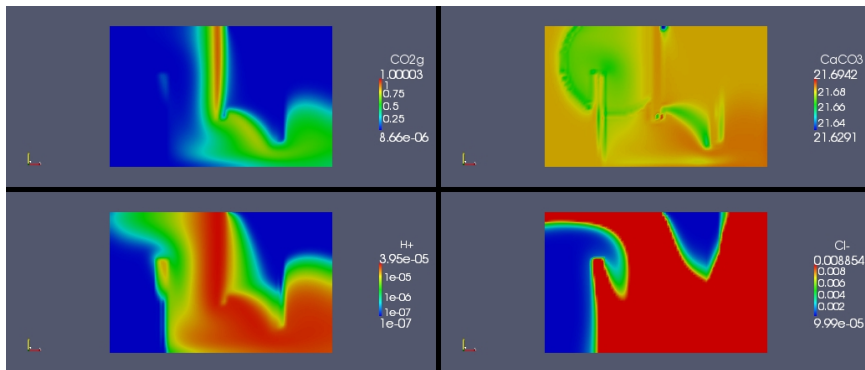 CO2g
1.00003
1
0.75
0.5
0.25
8.66e-06
CaCO3
21.6942
21.68
21.66
21.64
21.6291
H+
3.95e-05
1e-05
1e-06
1e-07
1e-07
Cl-
0.008854
0.008
0.006
0.004
0.002
9.99e-05